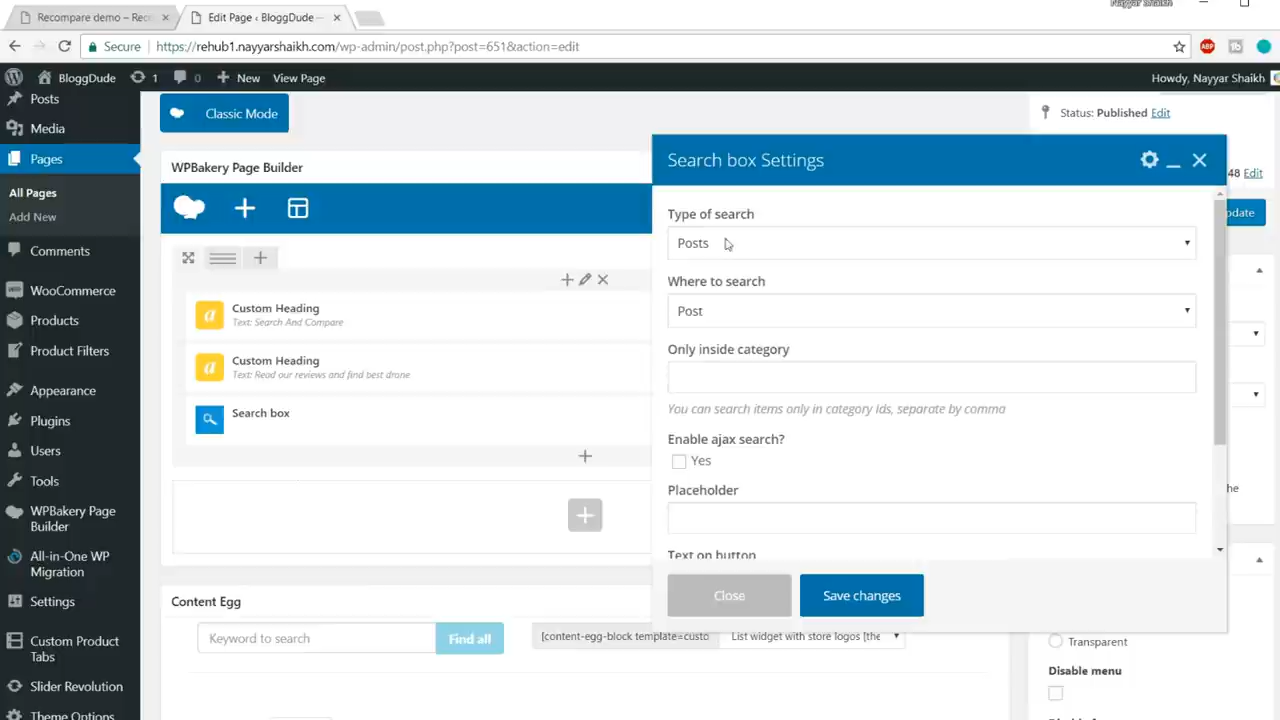 Nayyar Shaikh
Recompare demo – Rec
Edit Page ‹ BloggDude —
Secure
https://rehub1.nayyarshaikh.com/wp-admin/post.php?post=651&action=edit
ABP
BloggDude
1
0
New
View Page
Howdy, Nayyar Shaikh
Posts
Media
Pages
All Pages
Add New
Comments
WooCommerce
Products
Product Filters
Appearance
Plugins
Users
Tools
WPBakery Page
Builder
All-in-One WP
Migration
Settings
Custom Product
Tabs
Slider Revolution
Theme Options
Classic Mode
WPBakery Page Builder
Custom Heading
Text: Search And Compare
Custom Heading
Text: Read our reviews and find best drone
Search box
Content Egg
Keyword to search
Find all
[content-egg-block template=custo
List widget with store logos [the
Search box Settings
Type of search
Posts
Where to search
Post
Only inside category
You can search items only in category ids, separate by comma
Enable ajax search?
Yes
Placeholder
Text on button
Close
Save changes
Status: Published Edit
48 Edit
pdate
he
Transparent
Disable menu